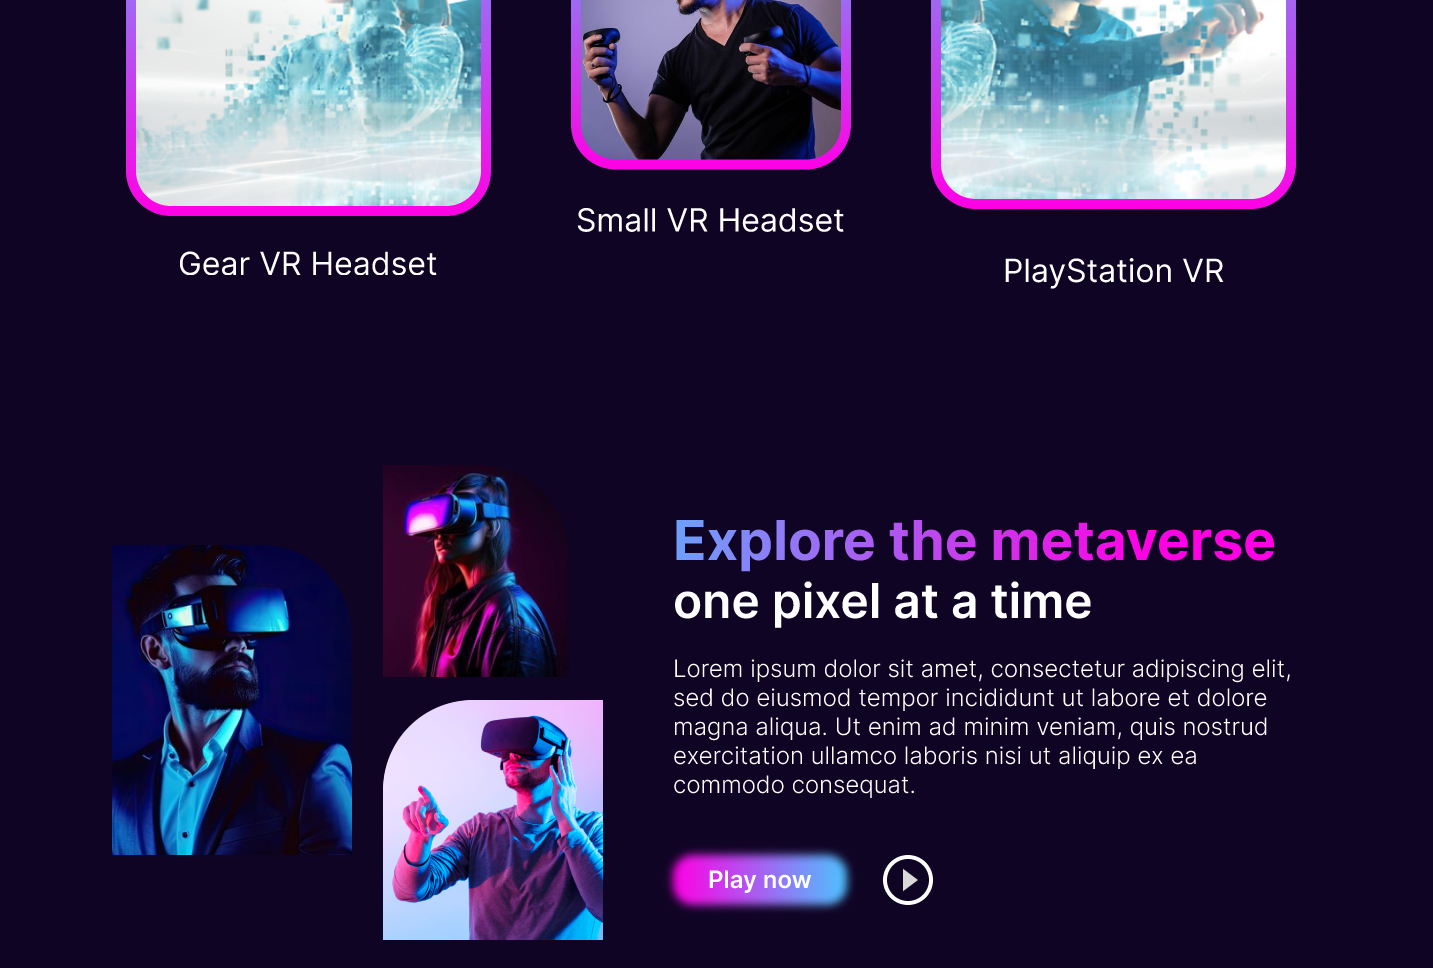 Small VR Headset
Gear VR Headset
PlayStation VR
Explore the metaverse
one pixel at a time
Lorem ipsum dolor sit amet, consectetur adipiscing elit,
sed do eiusmod tempor incididunt ut labore et dolore
magna aliqua. Ut enim ad minim veniam, quis nostrud
exercitation ullamco laboris nisi ut aliquip ex ea
commodo consequat.
Play now